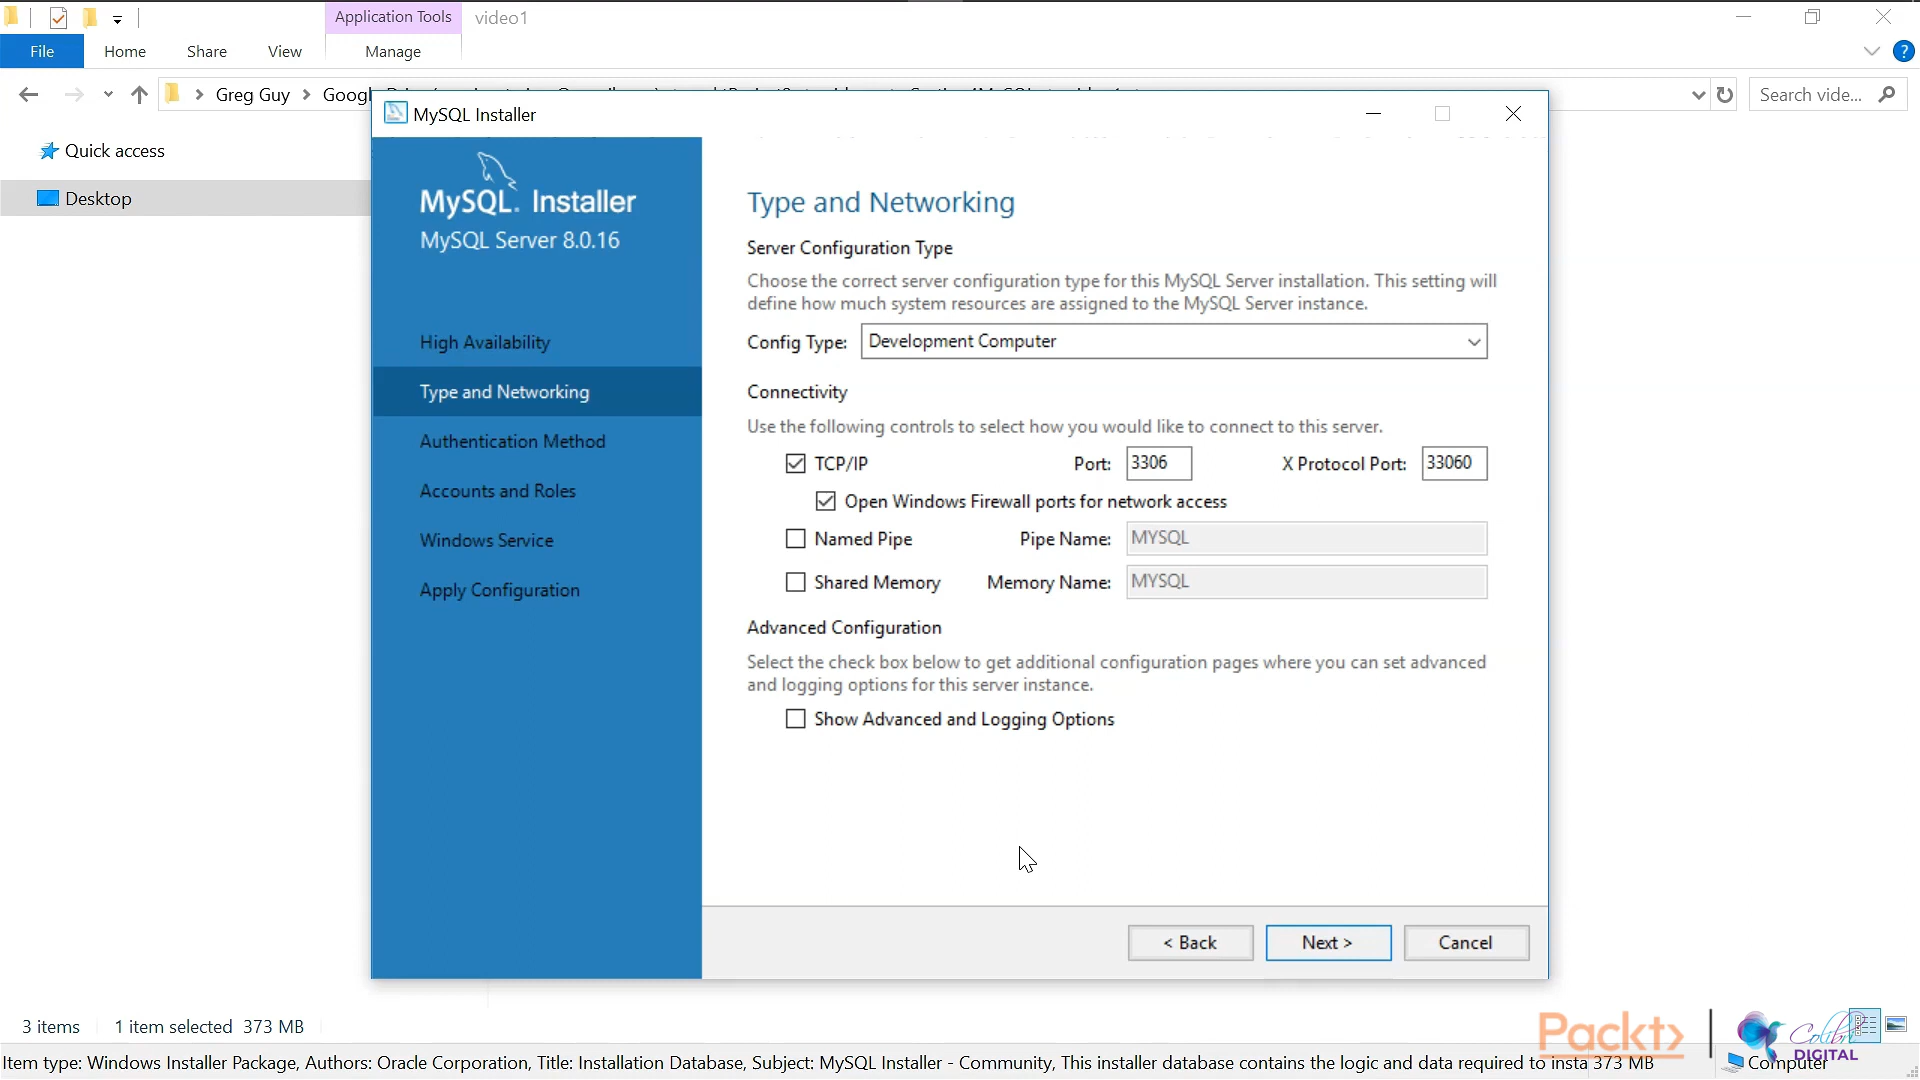 Application Tools
video1
File
Home
Share
View
Manage
?
Greg Guy
Search vide...
Quick access
Desktop
MySQL Installer
MySQL. Installer
MySQL Server 8.0.16
High Availability
Type and Networking
Authentication Method
Accounts and Roles
Windows Service
Apply Configuration
Type and Networking
Server Configuration Type
Choose the correct server configuration type for this MySQL Server installation. This setting will
define how much system resources are assigned to the MySQL Server instance.
Config Type: Development Computer
Connectivity
Use the following controls to select how you would like to connect to this server.
TCP/IP Port: 3306 X Protocol Port: 33060
Open Windows Firewall ports for network access
Named Pipe Pipe Name: MYSQL
Shared Memory Memory Name: MYSQL
Advanced Configuration
Select the check box below to get additional configuration pages where you can set advanced
and logging options for this server instance.
Show Advanced and Logging Options
< Back Next > Cancel
3 items 1 item selected 373 MB
Packt>
Colibri
DIGITAL
Item type: Windows Installer Package, Authors: Oracle Corporation, Title: Installation Database, Subject: MySQL Installer - Community, This installer database contains the logic and data required to insta 373 MB Computer